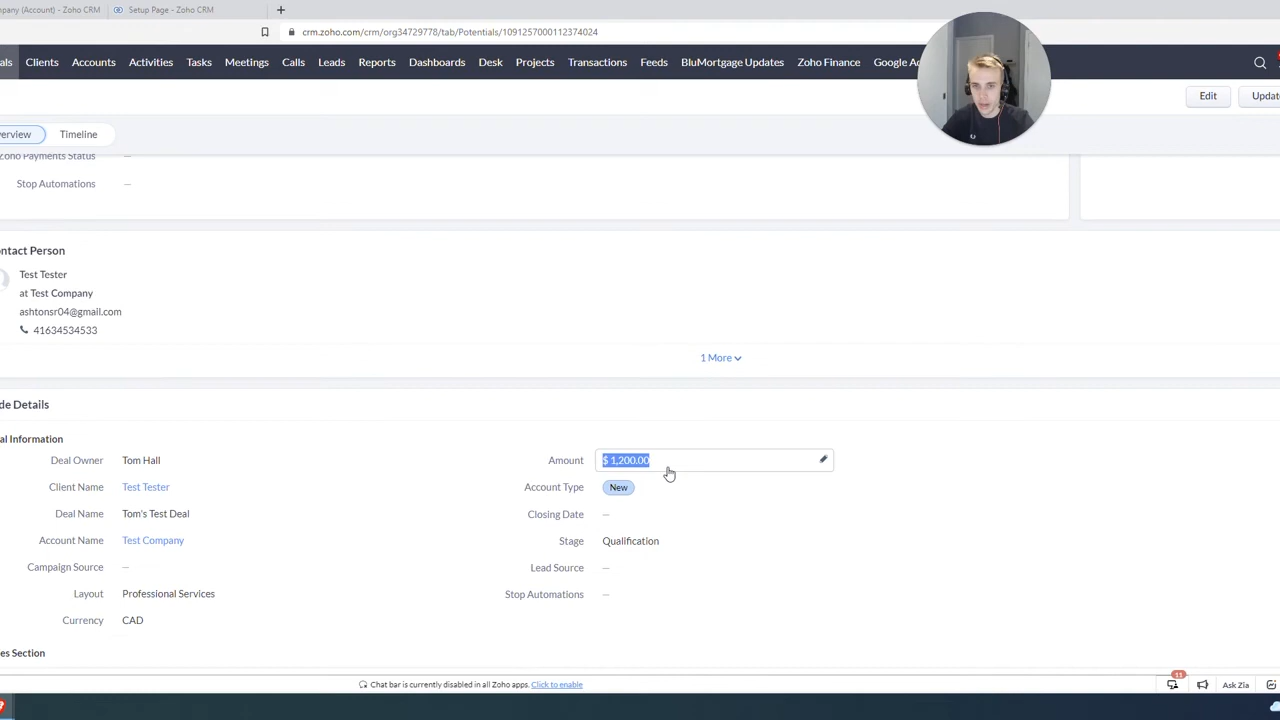 mpany (Account) - Zoho CRM
Setup Page - Zoho CRM
+
crm.zoho.com/crm/org34729778/tab/Potentials/1091257000112374024
als Clients Accounts Activities Tasks Meetings Calls Leads Reports Dashboards Desk Projects Transactions Feeds BluMortgage Updates Zoho Finance Google Ad
Edit Updat
verview Timeline
Zoho Payments Status —
Stop Automations —
ontact Person
Test Tester
at Test Company
ashtonsr04@gmail.com
41634534533
1 More
de Details
al Information
Deal Owner Tom Hall Amount $ 1,200.00
Client Name Test Tester Account Type New
Deal Name Tom's Test Deal Closing Date —
Account Name Test Company Stage Qualification
Campaign Source — Lead Source —
Layout Professional Services Stop Automations —
Currency CAD
es Section
Chat bar is currently disabled in all Zoho apps. Click to enable
11
Ask Zia